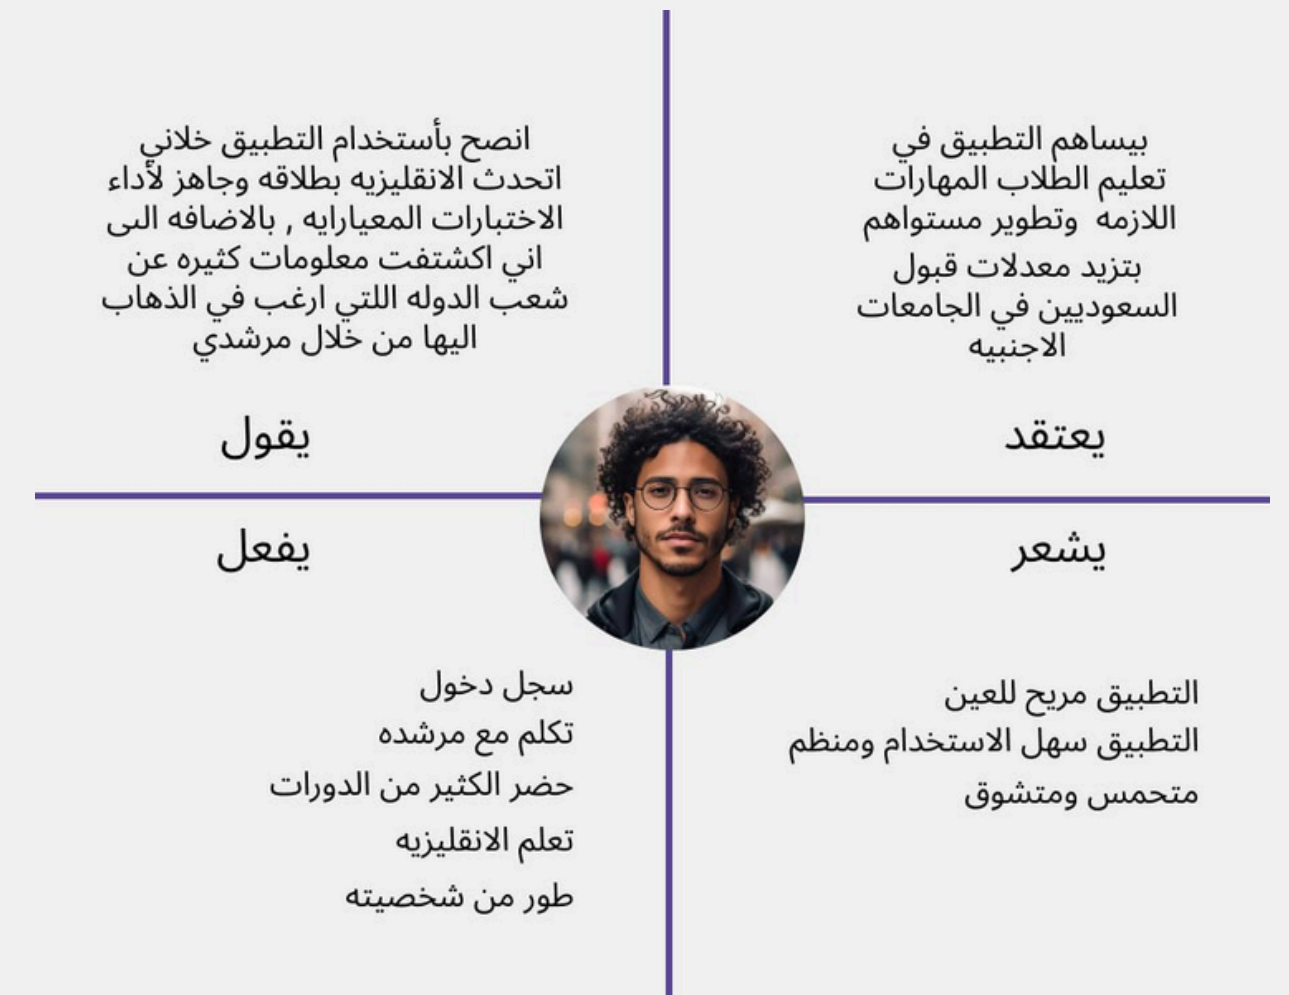 بيساهم التطبيق في
تعليم الطلاب المهارات
اللازمه وتطوير مستواهم
بتزيد معدلات قبول
السعوديين في الجامعات
الاجنبيه
يعتقد
انصح بأستخدام التطبيق خلاني
اتحدث الانقليزيه بطلاقه وجاهز لأداء
الاختبارات المعيارايه , بالاضافه الى
اني اكشتفت معلومات كثيره عن
شعب الدوله اللتي ارغب في الذهاب
اليها من خلال مرشدي
يقول
يشعر
التطبيق مريح للعين
التطبيق سهل الاستخدام ومنظم
متحمس ومتشوق
يفعل
سجل دخول
تكلم مع مرشده
حضر الكثير من الدورات
تعلم الانقليزيه
طور من شخصيته